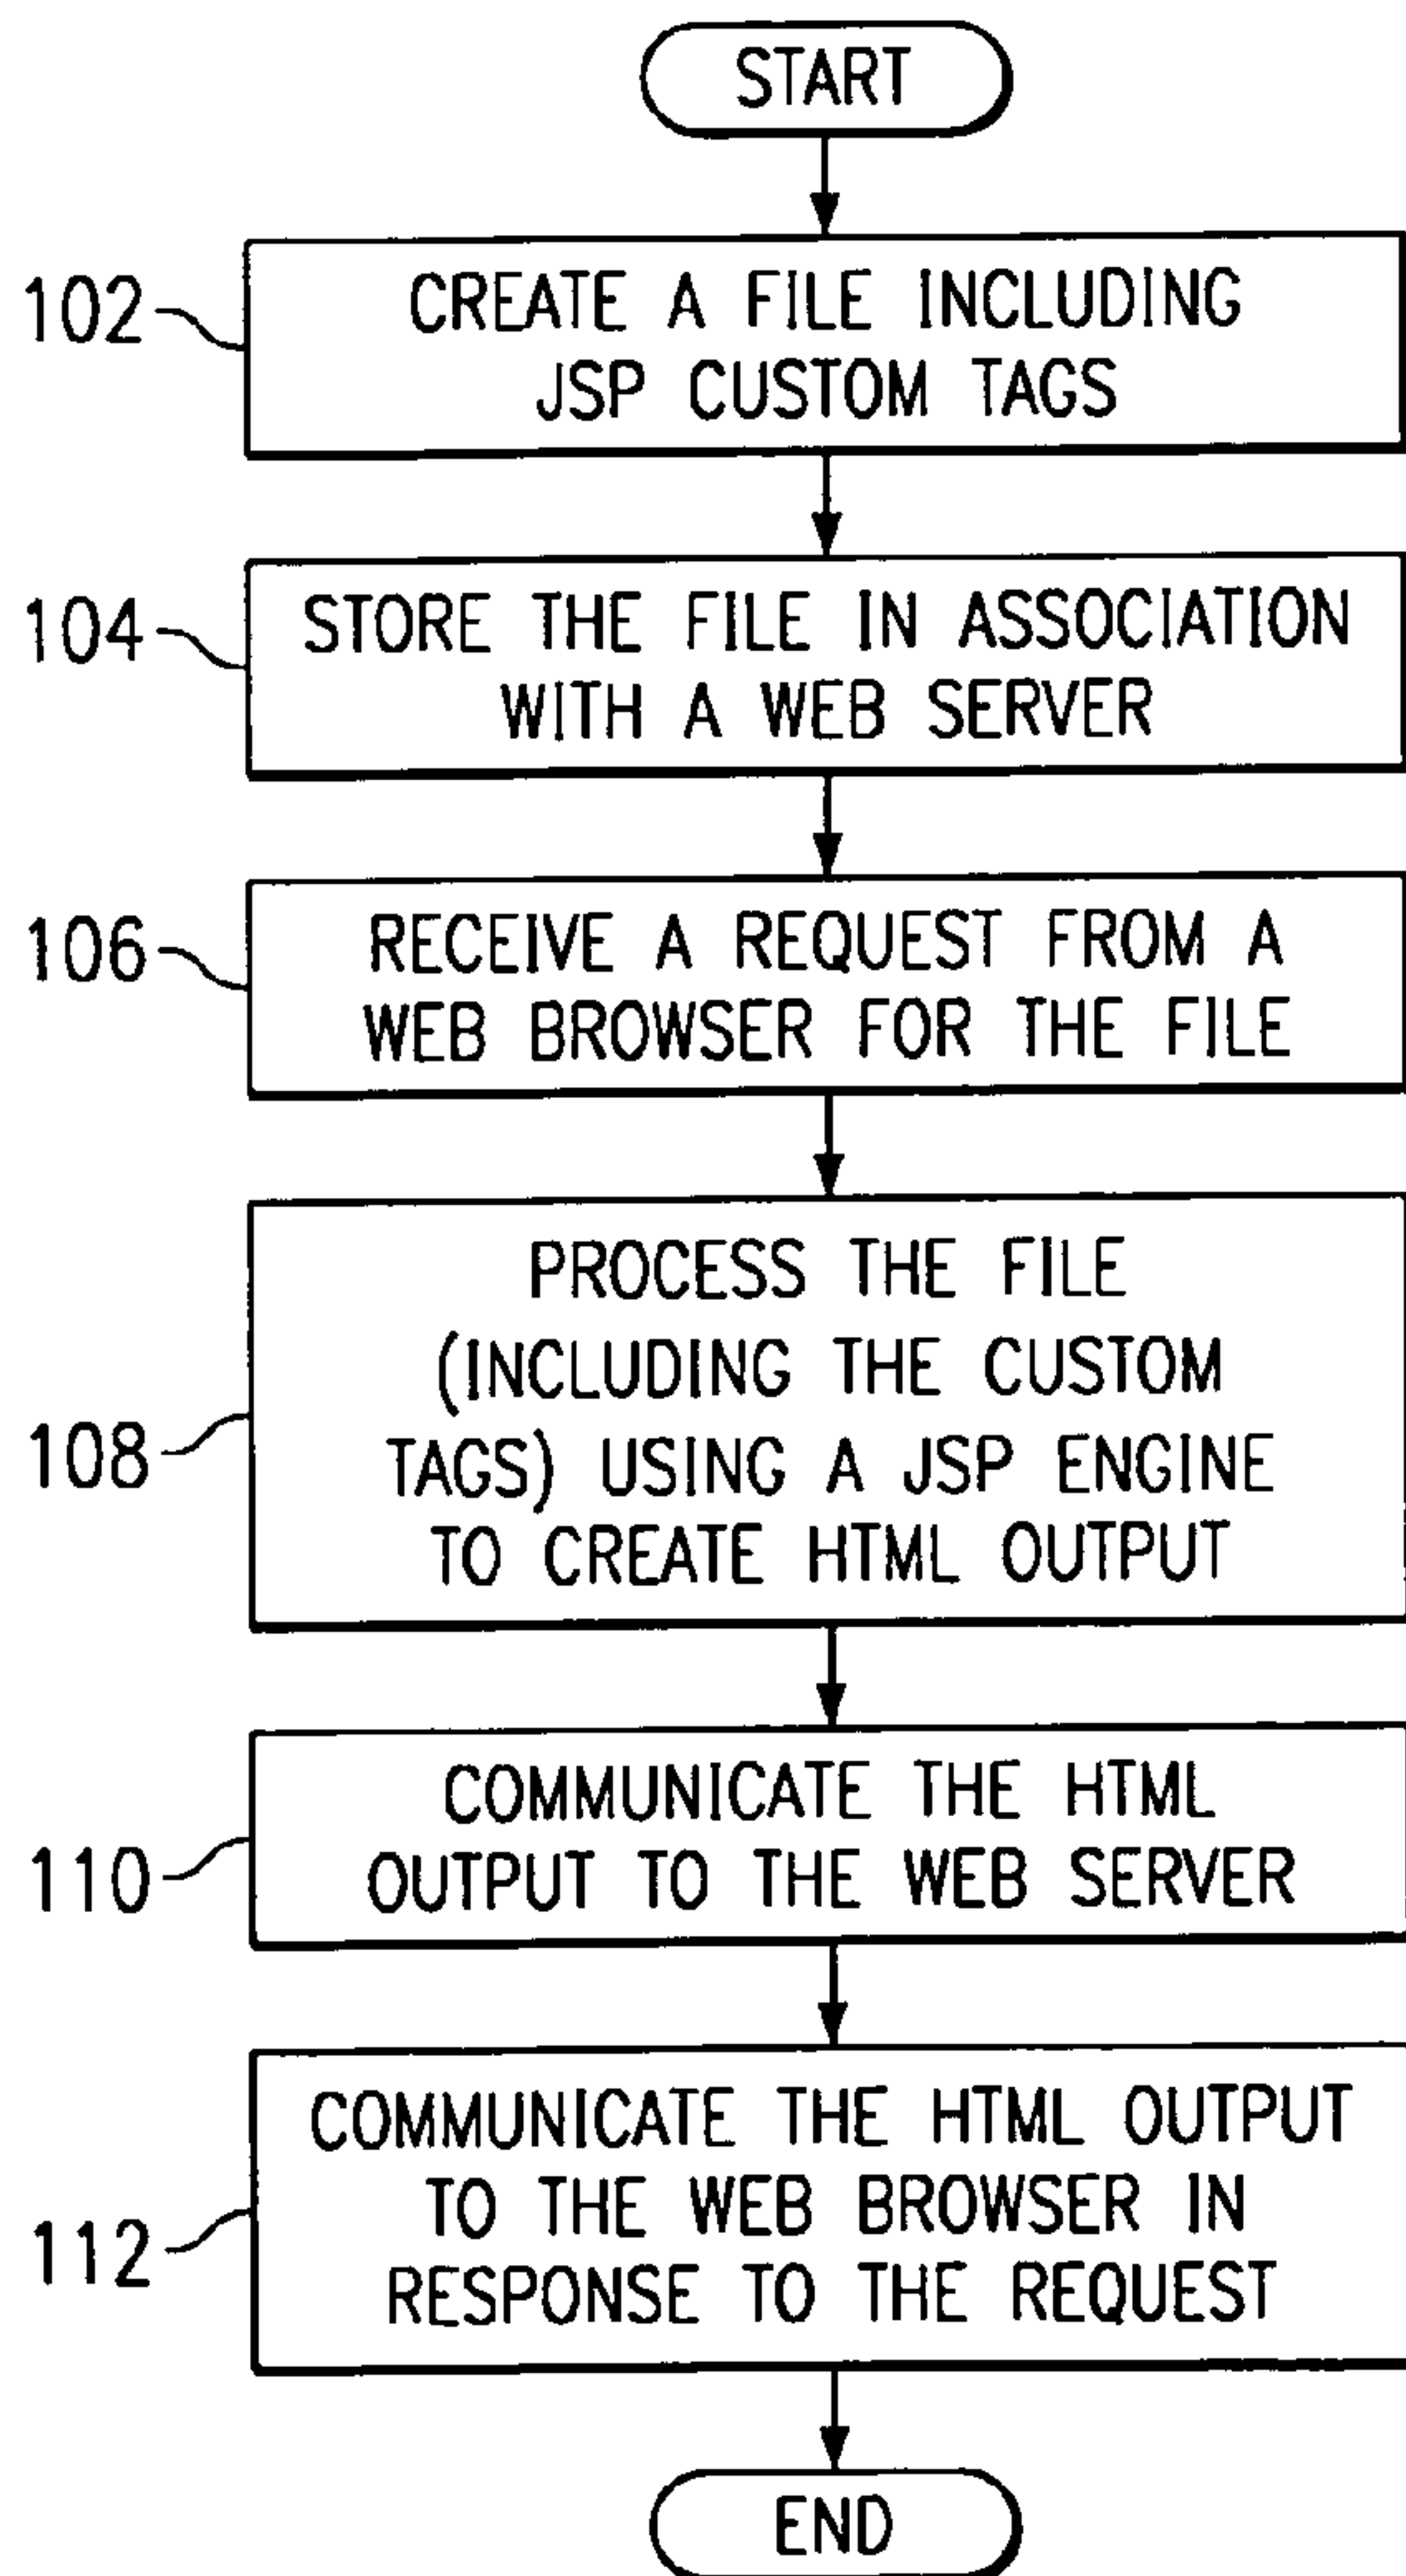 START
102
CREATE A FILE INCLUDING
JSP CUSTOM TAGS
104
STORE THE FILE IN ASSOCIATION
WITH A WEB SERVER
106
RECEIVE A REQUEST FROM A
WEB BROWSER FOR THE FILE
108
PROCESS THE FILE
(INCLUDING THE CUSTOM
TAGS) USING A JSP ENGINE
TO CREATE HTML OUTPUT
110
COMMUNICATE THE HTML
OUTPUT TO THE WEB SERVER
112
COMMUNICATE THE HTML OUTPUT
TO THE WEB BROWSER IN
RESPONSE TO THE REQUEST
END